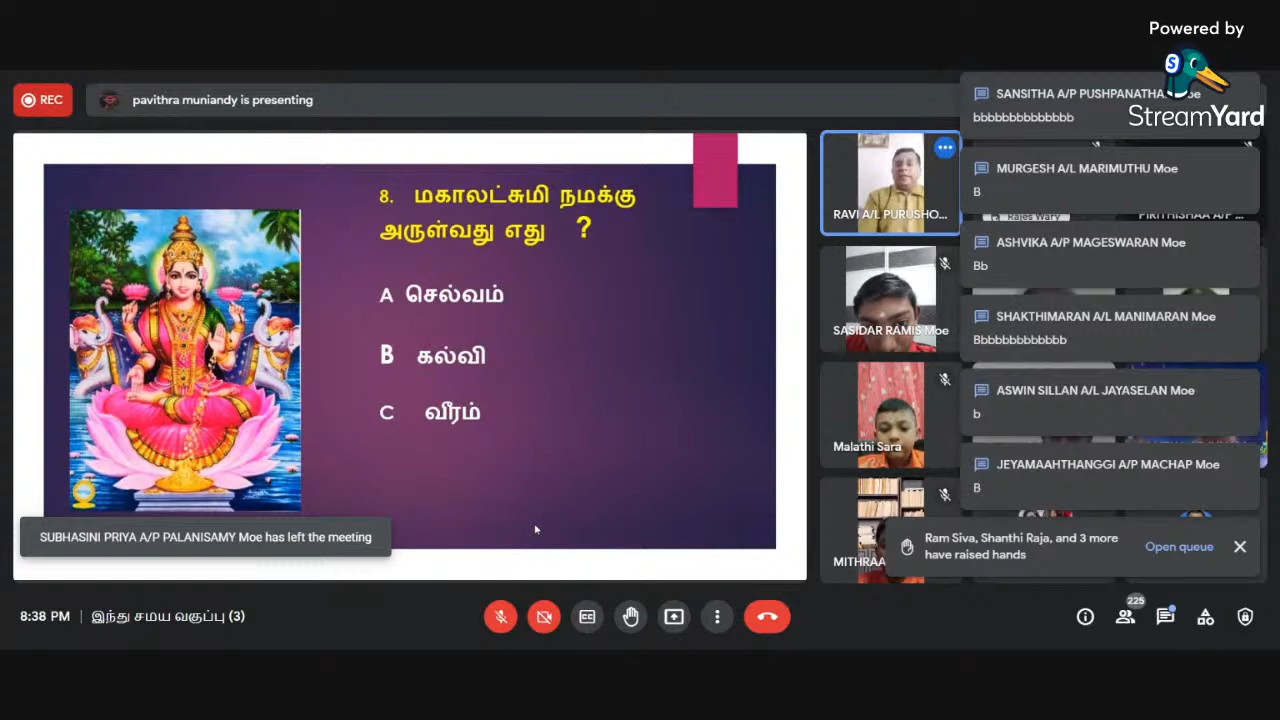 Powered by
StreamYard
REC
pavithra muniandy is presenting
8. மகாலட்சுமி நமக்கு
அருள்வது எது ?
A செல்வம்
B கல்வி
C வீரம்
SUBHASINI PRIYA A/P PALANISAMY Moe has left the meeting
RAVI A/L PURUSHO...
SASIDAR RAMIS Moe
Malathi Sara
MITHRAA
Rajes Wary
SANSITHA A/P PUSHPANATHA
bbbbbbbbbbbbbb
MURGESH A/L MARIMUTHU Moe
B
ASHVIKA A/P MAGESWARAN Moe
Bb
SHAKTHIMARAN A/L MANIMARAN Moe
Bbbbbbbbbbbb
ASWIN SILLAN A/L JAYASELAN Moe
b
JEYAMAAHTHANGGI A/P MACHAP Moe
B
Ram Siva, Shanthi Raja, and 3 more
have raised hands
Open queue
8:38 PM | இந்து சமய வகுப்பு (3)
225